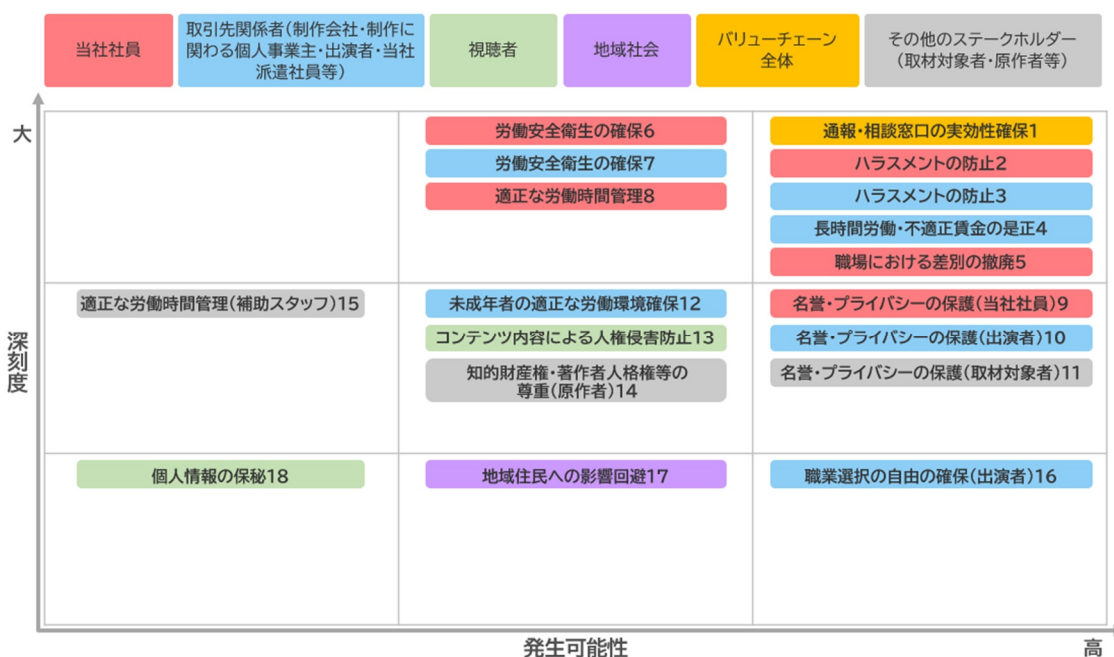 当社社員
取引先関係者(制作会社・制作に
関わる個人事業主・出演者・当社
派遣社員等)
視聴者
地域社会
バリューチェーン
全体
その他のステークホルダー
(取材対象者・原作者等)
大
労働安全衛生の確保6
労働安全衛生の確保7
適正な労働時間管理8
通報・相談窓口の実効性確保1
ハラスメントの防止2
ハラスメントの防止3
長時間労働・不適正賃金の是正4
職場における差別の撤廃5
深刻度
適正な労働時間管理(補助スタッフ)15
未成年者の適正な労働環境確保12
コンテンツ内容による人権侵害防止13
知的財産権・著作者人格権等の
尊重(原作者)14
名誉・プライバシーの保護(当社社員)9
名誉・プライバシーの保護(出演者)10
名誉・プライバシーの保護(取材対象者)11
個人情報の保秘18
地域住民への影響回避17
職業選択の自由の確保(出演者)16
発生可能性
高